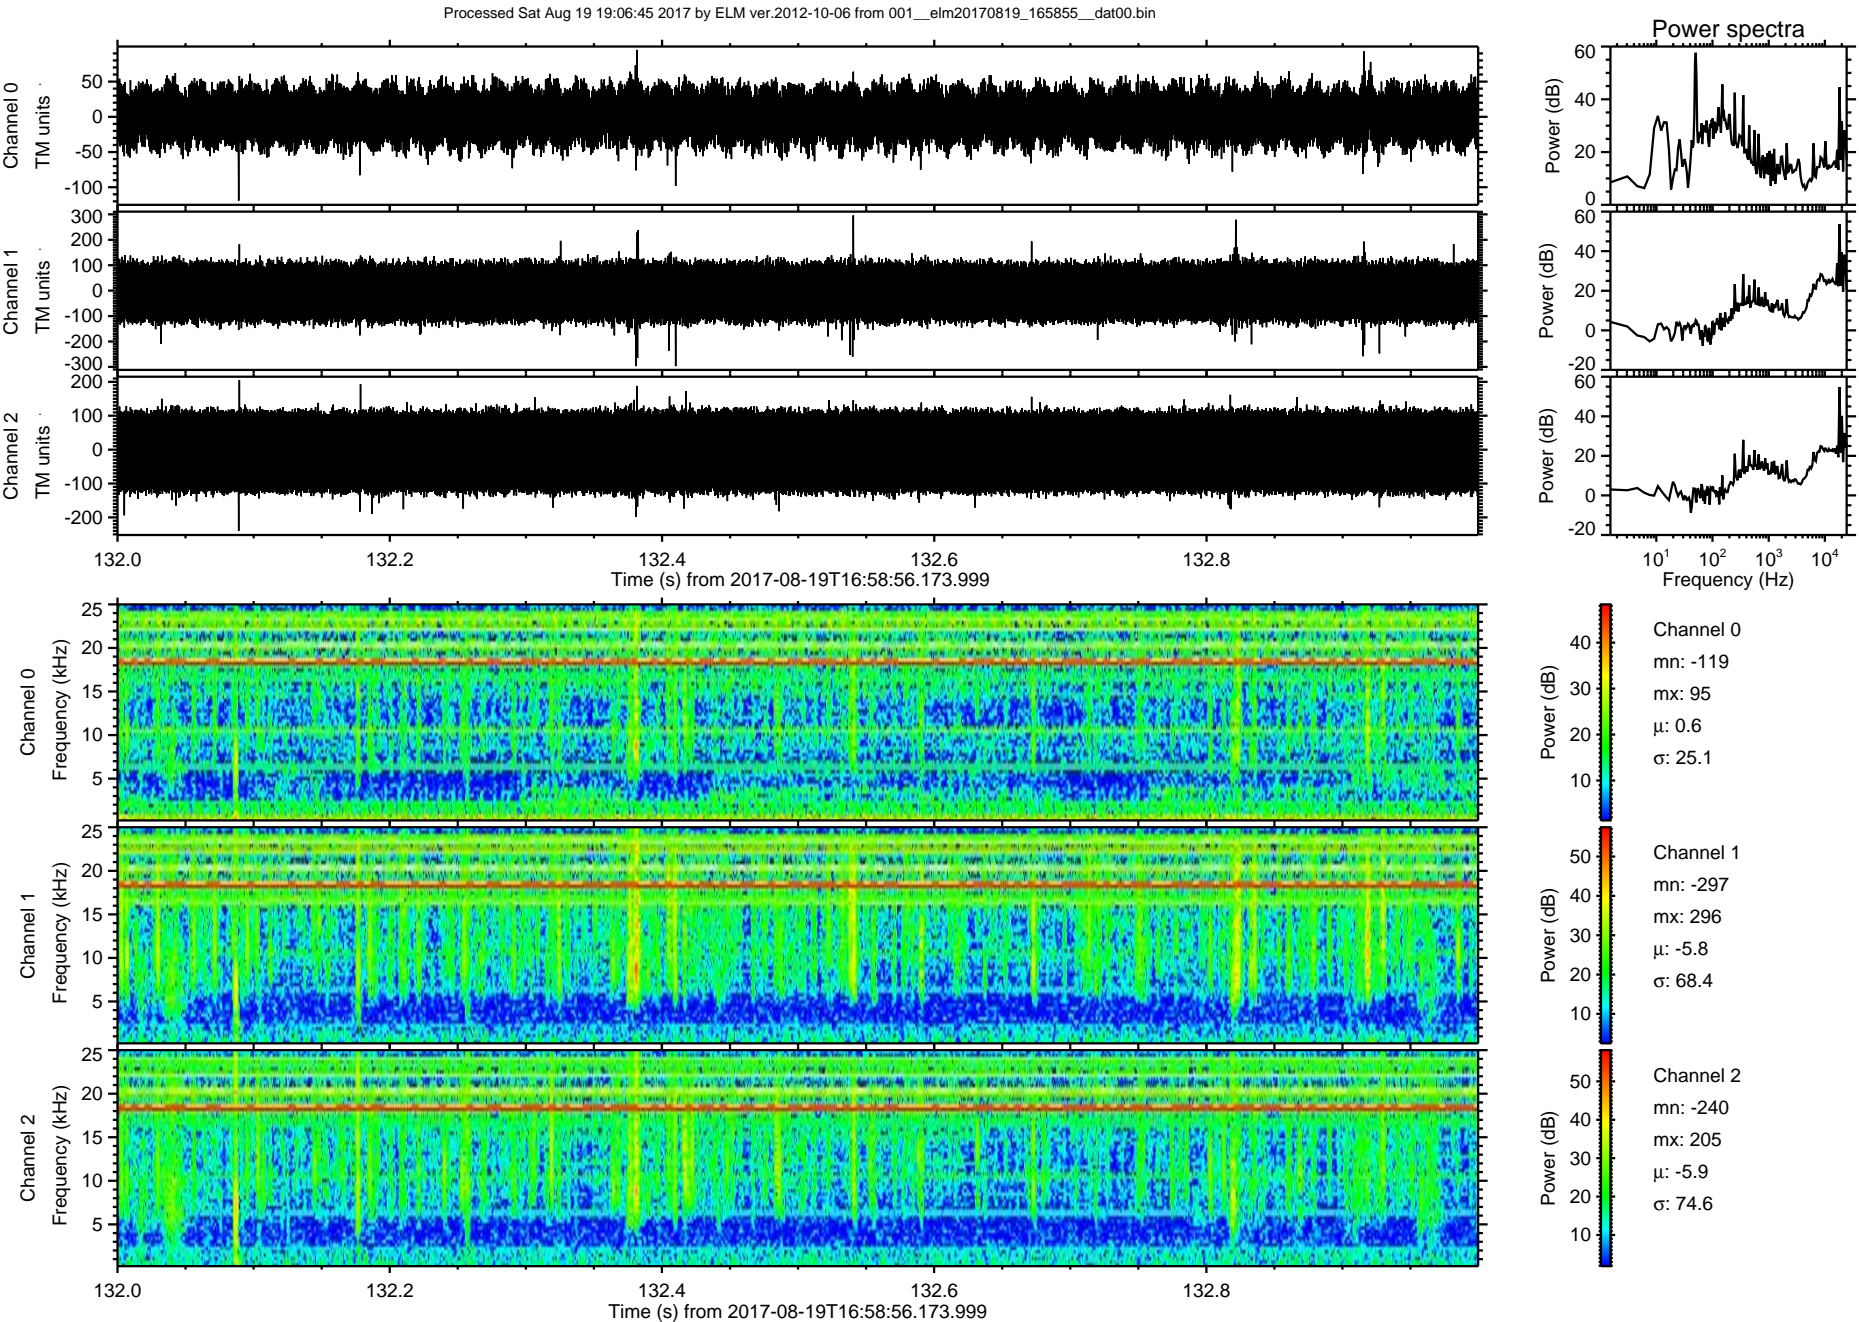 Processed Sat Aug 19 19:06:45 2017 by ELM ver.2012-10-06 from 001__elm20170819_165855__dat00.bin
Power spectra
Channel 0
TM units
50
0
-50
-100
Power (dB)
60
40
20
0
Channel 1
TM units
300
200
100
0
-100
-200
-300
Power (dB)
60
40
20
0
-20
Channel 2
TM units
200
100
0
-100
-200
Power (dB)
60
40
20
0
-20
132.0 132.2 132.4 132.6 132.8
Time (s) from 2017-08-19T16:58:56.173.999
10¹ 10² 10³ 10⁴
Frequency (Hz)
Channel 0
Frequency (kHz)
25
20
15
10
5
Power (dB)
40
30
20
10
Channel 0
mn: -119
mx: 95
μ: 0.6
σ: 25.1
Channel 1
Frequency (kHz)
25
20
15
10
5
Power (dB)
50
40
30
20
10
Channel 1
mn: -297
mx: 296
μ: -5.8
σ: 68.4
Channel 2
Frequency (kHz)
25
20
15
10
5
Power (dB)
50
40
30
20
10
Channel 2
mn: -240
mx: 205
μ: -5.9
σ: 74.6
132.0 132.2 132.4 132.6 132.8
Time (s) from 2017-08-19T16:58:56.173.999